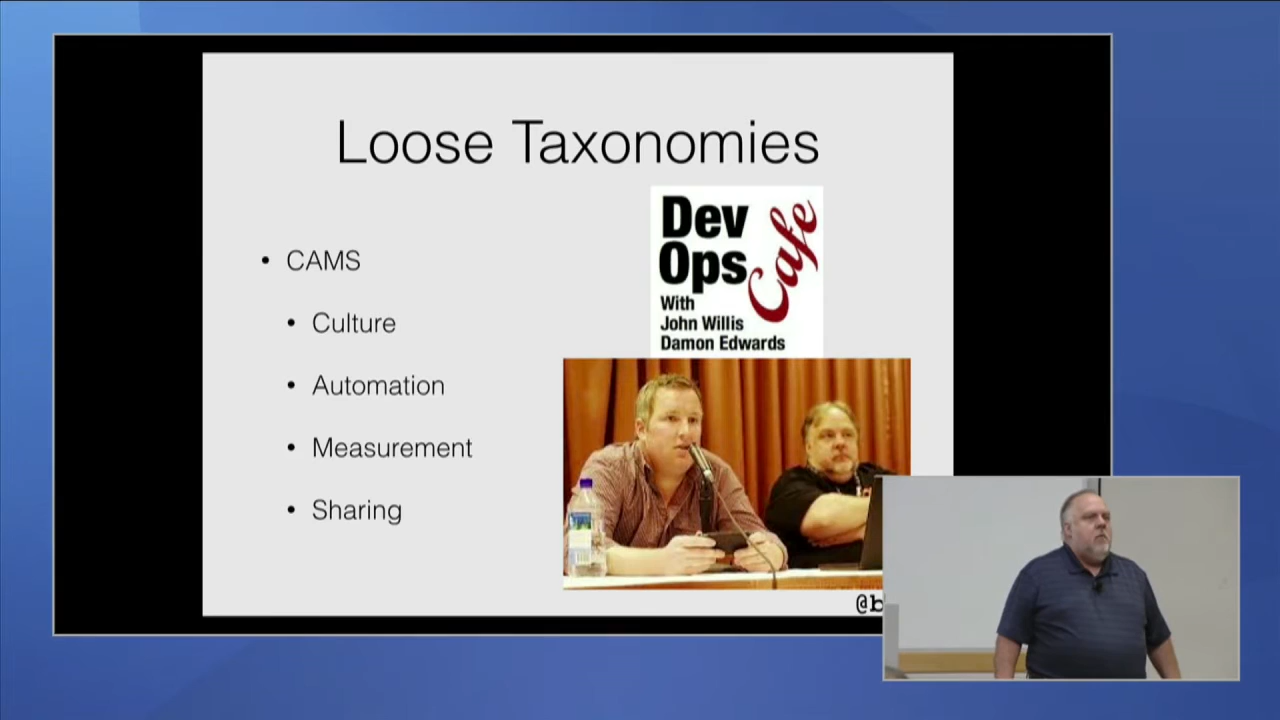 Loose Taxonomies
• CAMS
• Culture
• Automation
• Measurement
• Sharing
Dev
Ops
Cafe
With
John Willis
Damon Edwards
@b